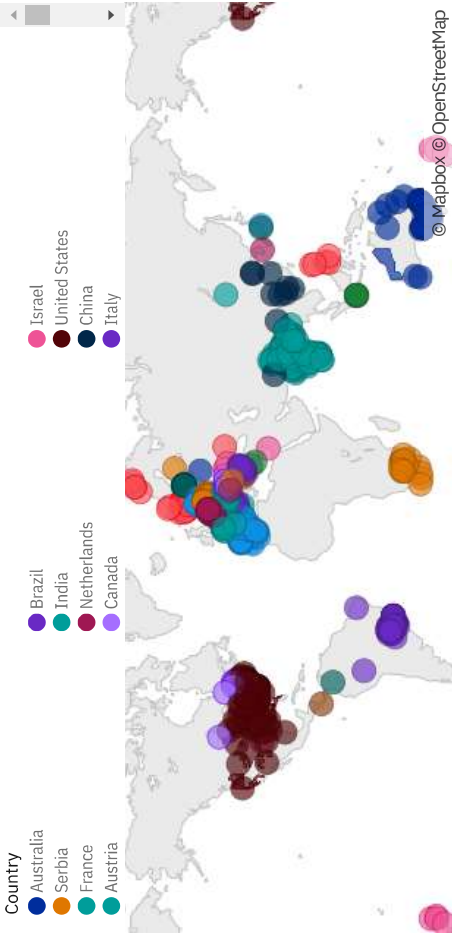 Country
Australia Brazil Israel
Serbia India United States
France Netherlands China
Austria Canada Italy
© Mapbox © OpenStreetMap